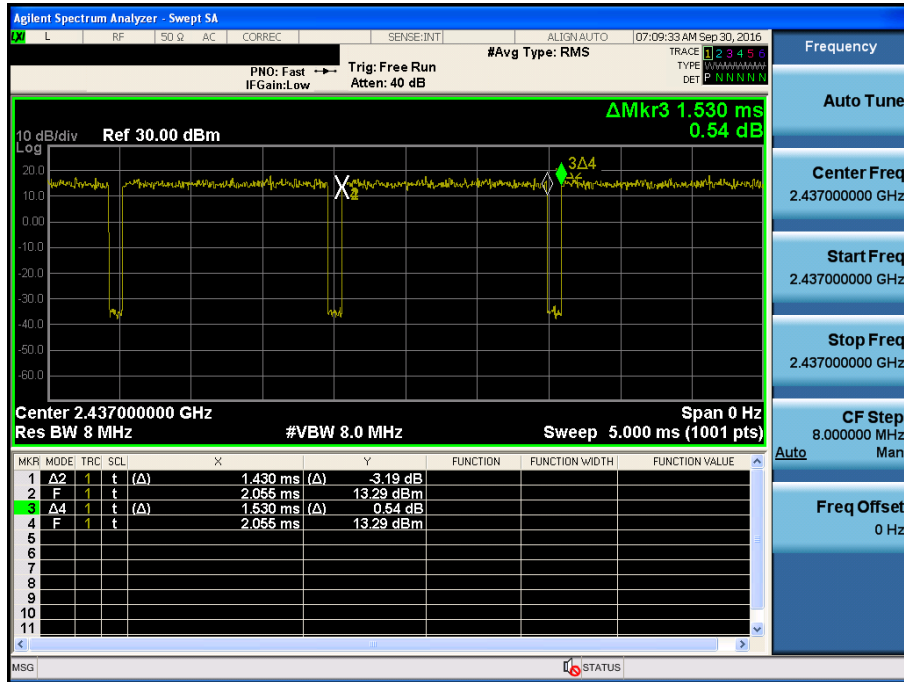 Agilent Spectrum Analyzer - Swept SA
LXI L RF 50 Ω AC CORREC SENSE:INT ALIGN AUTO 07:09:33 AM Sep 30, 2016
#Avg Type: RMS
TRACE 1 2 3 4 5 6
TYPE
DET P N N N N N
PNO: Fast
IFGain:Low
Trig: Free Run
Atten: 40 dB
ΔMkr3 1.530 ms
0.54 dB
10 dB/div Ref 30.00 dBm
Log
20.0
10.0
0.00
-10.0
-20.0
-30.0
-40.0
-50.0
-60.0
2
3Δ4
Center 2.437000000 GHz Span 0 Hz
Res BW 8 MHz #VBW 8.0 MHz Sweep 5.000 ms (1001 pts)
MKR MODE TRC SCL X Y FUNCTION FUNCTION WIDTH FUNCTION VALUE
1 Δ2 1 t (Δ) 1.430 ms (Δ) -3.19 dB
2 F 1 t 2.055 ms 13.29 dBm
3 Δ4 1 t (Δ) 1.530 ms (Δ) 0.54 dB
4 F 1 t 2.055 ms 13.29 dBm
5
6
7
8
9
10
11
MSG STATUS
Frequency
Auto Tune
Center Freq
2.437000000 GHz
Start Freq
2.437000000 GHz
Stop Freq
2.437000000 GHz
CF Step
8.000000 MHz
Auto Man
Freq Offset
0 Hz